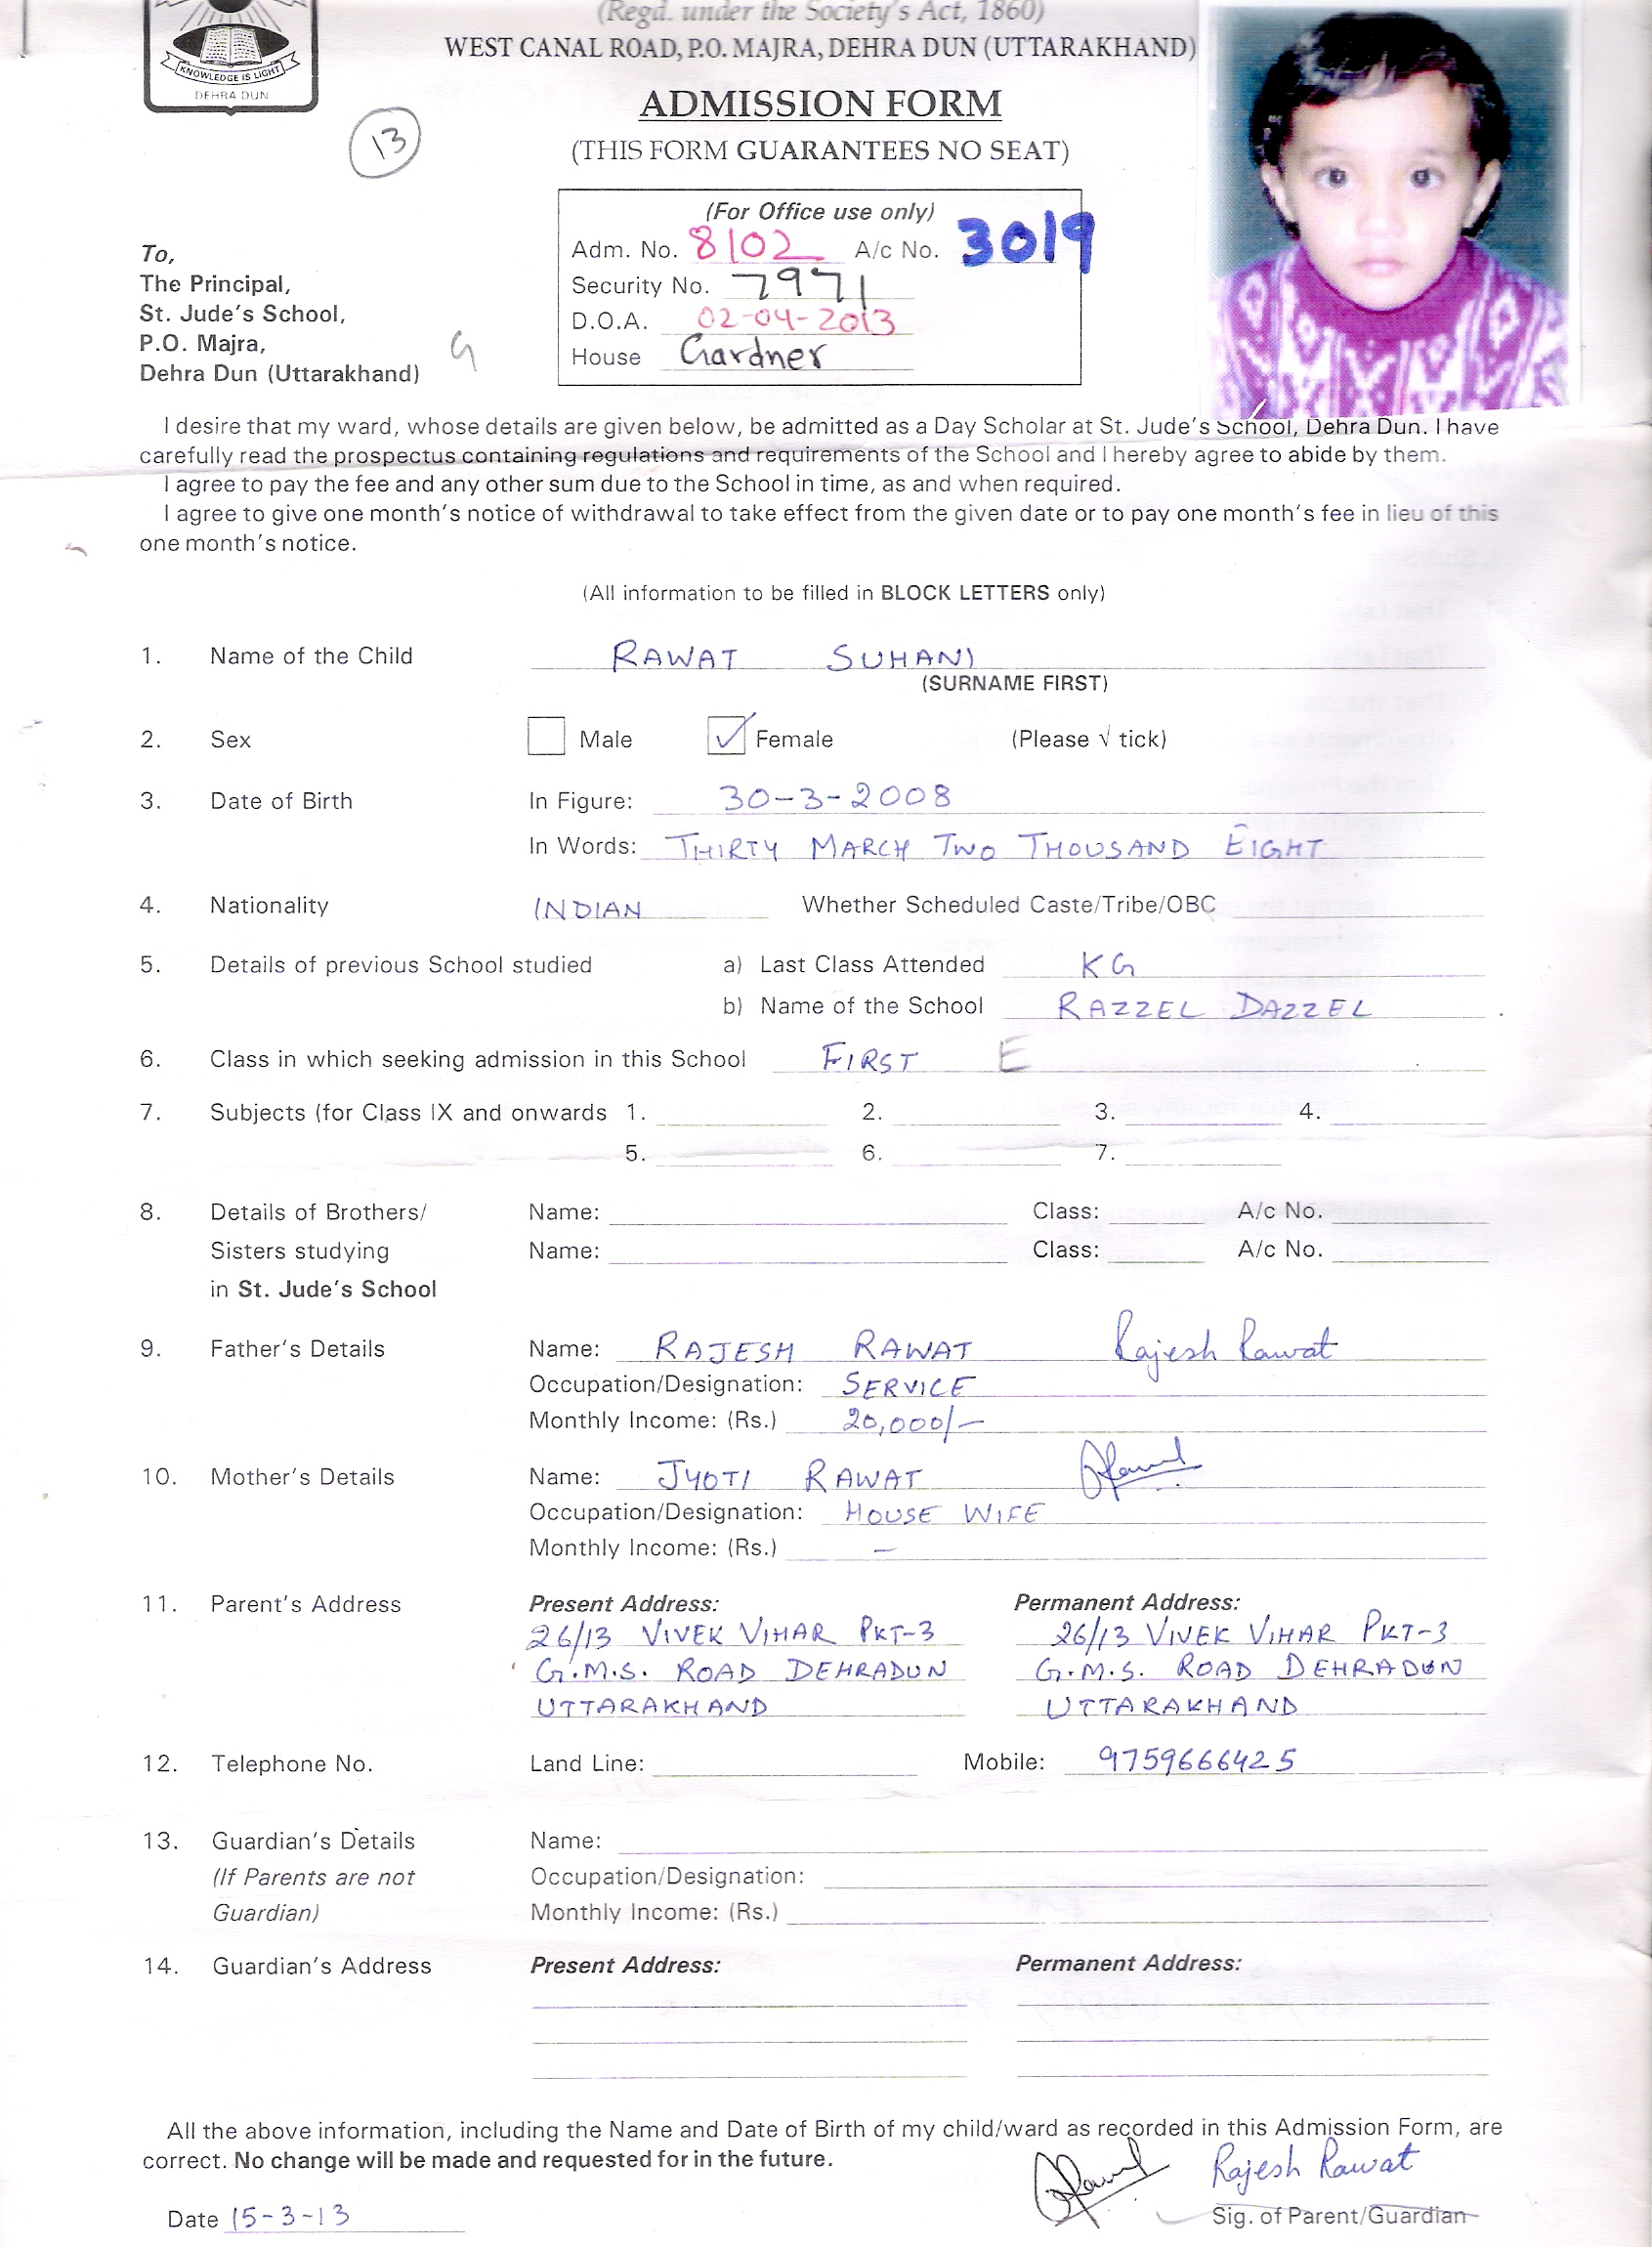 (Regd. under the Society's Act, 1860)
WEST CANAL ROAD, P.O. MAJRA, DEHRA DUN (UTTARAKHAND)
KNOWLEDGE IS LIGHT
DEHRA DUN
ADMISSION FORM
(THIS FORM GUARANTEES NO SEAT)
13
(For Office use only)
Adm. No. 8102 A/c No. 3019
Security No. 7971
D.O.A. 02-04-2013
House Gardner
To,
The Principal,
St. Jude's School,
P.O. Majra,
Dehra Dun (Uttarakhand)
G
I desire that my ward, whose details are given below, be admitted as a Day Scholar at St. Jude's School, Dehra Dun. I have
carefully read the prospectus containing regulations and requirements of the School and I hereby agree to abide by them.
I agree to pay the fee and any other sum due to the School in time, as and when required.
I agree to give one month's notice of withdrawal to take effect from the given date or to pay one month's fee in lieu of this
one month's notice.
(All information to be filled in BLOCK LETTERS only)
1. Name of the Child RAWAT SUHANI
(SURNAME FIRST)
2. Sex Male ✓ Female (Please √ tick)
3. Date of Birth In Figure: 30-3-2008
In Words: THIRTY MARCH TWO THOUSAND EIGHT
4. Nationality INDIAN Whether Scheduled Caste/Tribe/OBC
5. Details of previous School studied a) Last Class Attended KG
b) Name of the School RAZZEL DAZZEL
6. Class in which seeking admission in this School FIRST E
7. Subjects (for Class IX and onwards 1. 2. 3. 4.
5. 6. 7.
8. Details of Brothers/ Name: Class: A/c No.
Sisters studying Name: Class: A/c No.
in St. Jude's School
9. Father's Details Name: RAJESH RAWAT Rajesh Rawat
Occupation/Designation: SERVICE
Monthly Income: (Rs.) 20,000/-
10. Mother's Details Name: JYOTI RAWAT
Occupation/Designation: HOUSE WIFE
Monthly Income: (Rs.) –
11. Parent's Address Present Address: Permanent Address:
26/13 VIVEK VIHAR PKT-3 26/13 VIVEK VIHAR PKT-3
G.M.S. ROAD DEHRADUN G.M.S. ROAD DEHRADUN
UTTARAKHAND UTTARAKHAND
12. Telephone No. Land Line: Mobile: 9759666425
13. Guardian's Details Name:
(If Parents are not Occupation/Designation:
Guardian) Monthly Income: (Rs.)
14. Guardian's Address Present Address: Permanent Address:
All the above information, including the Name and Date of Birth of my child/ward as recorded in this Admission Form, are
correct. No change will be made and requested for in the future.
Rajesh Rawat
Date 15-3-13 Sig. of Parent/Guardian